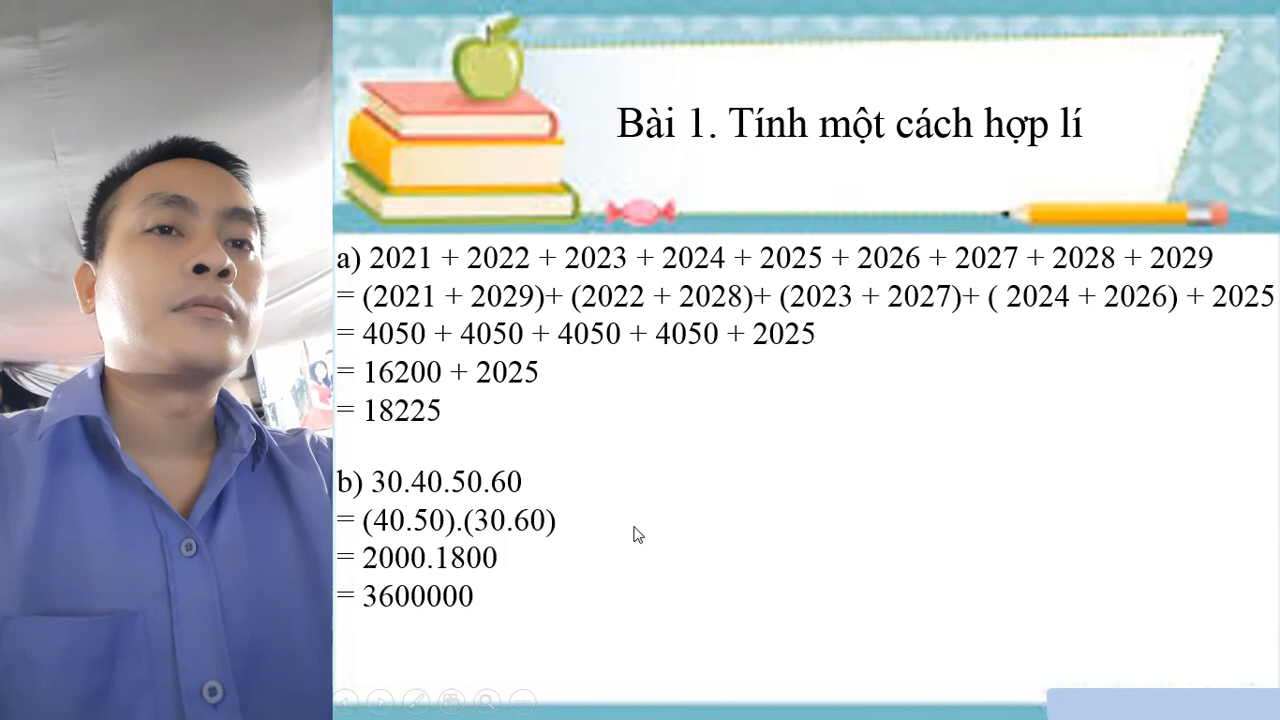 Bài 1. Tính một cách hợp lí
a) 2021 + 2022 + 2023 + 2024 + 2025 + 2026 + 2027 + 2028 + 2029
= (2021 + 2029)+ (2022 + 2028)+ (2023 + 2027)+ ( 2024 + 2026) + 2025
= 4050 + 4050 + 4050 + 4050 + 2025
= 16200 + 2025
= 18225
b) 30.40.50.60
= (40.50).(30.60)
= 2000.1800
= 3600000